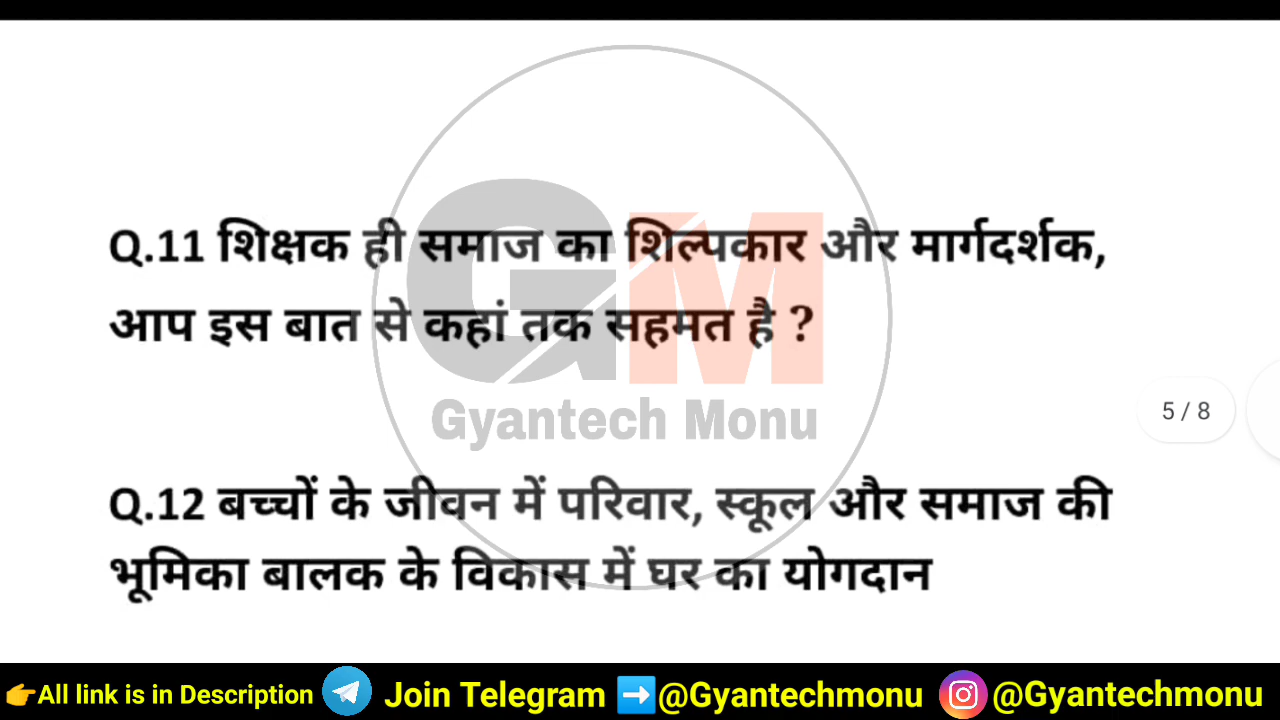 Q.11 शिक्षक ही समाज का शिल्पकार और मार्गदर्शक,
आप इस बात से कहां तक सहमत है ?
GM
Gyantech Monu
5 / 8
Q.12 बच्चों के जीवन में परिवार, स्कूल और समाज की
भूमिका बालक के विकास में घर का योगदान
👉All link is in Description Join Telegram ➡️@Gyantechmonu @Gyantechmonu